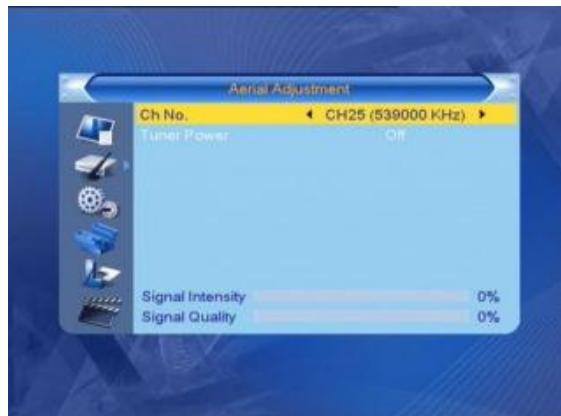 Aerial Adjustment
Ch No. CH25 (539000 KHz)
Tuner Power Off
Signal Intensity 0%
Signal Quality 0%